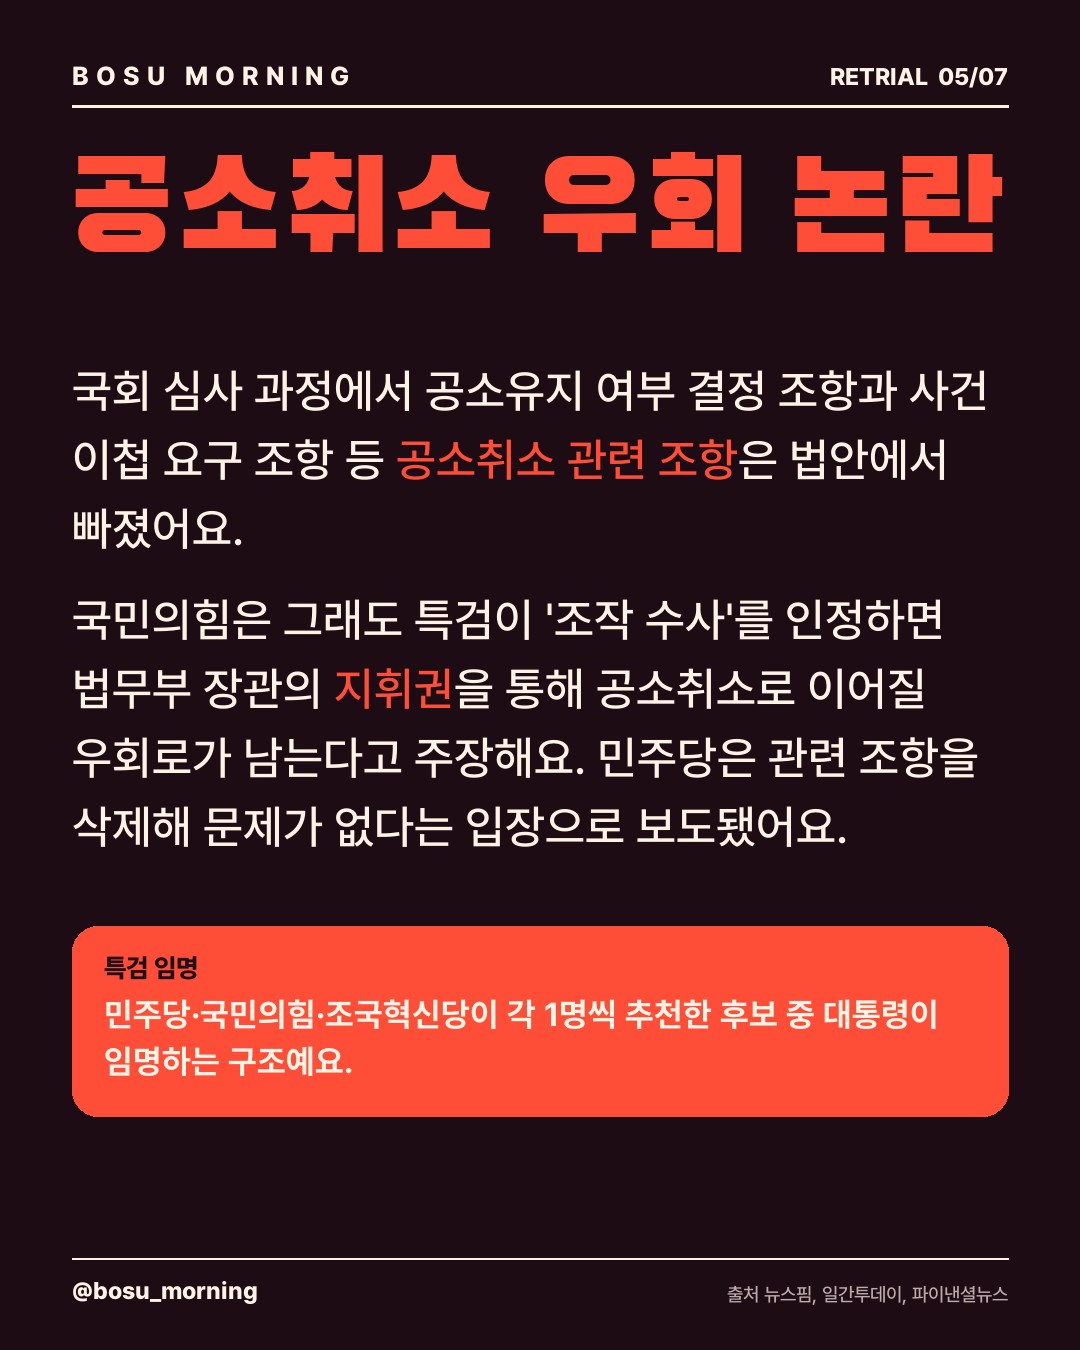 BOSU MORNING
RETRIAL 05/07
공소취소 우회 논란
국회 심사 과정에서 공소유지 여부 결정 조항과 사건
이첩 요구 조항 등 공소취소 관련 조항은 법안에서
빠졌어요.
국민의힘은 그래도 특검이 '조작 수사'를 인정하면
법무부 장관의 지휘권을 통해 공소취소로 이어질
우회로가 남는다고 주장해요. 민주당은 관련 조항을
삭제해 문제가 없다는 입장으로 보도됐어요.
특검 임명
민주당·국민의힘·조국혁신당이 각 1명씩 추천한 후보 중 대통령이
임명하는 구조예요.
@bosu_morning
출처 뉴스핌, 일간투데이, 파이낸셜뉴스